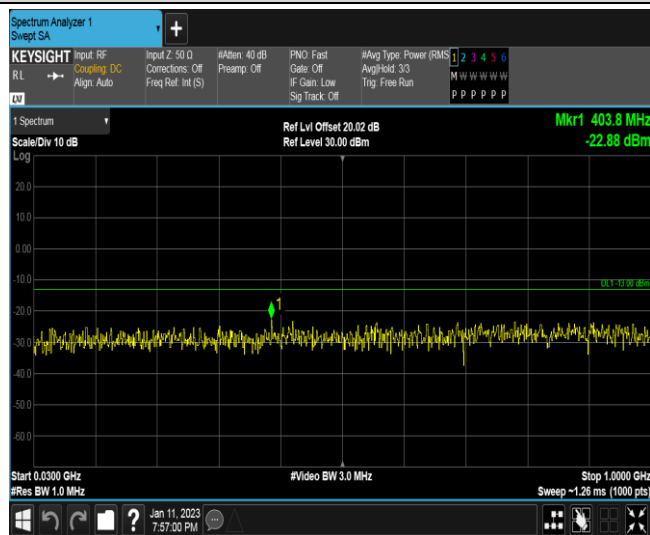 Spectrum Analyzer 1
Swept SA
+
KEYSIGHT Input: RF Input Z: 50 Ω #Atten: 40 dB PNO: Fast #Avg Type: Power (RMS 1 2 3 4 5 6
RL Coupling: DC Corrections: Off Preamp: Off Gate: Off Avg|Hold: 3/3 M W W W W W
Align: Auto Freq Ref: Int (S) IF Gain: Low Trig: Free Run
LXI Sig Track: Off P P P P P P
1 Spectrum Ref Lvl Offset 20.02 dB Mkr1 403.8 MHz
Scale/Div 10 dB Ref Level 30.00 dBm -22.88 dBm
Log
20.0
10.0
0.00
-10.0
DL1 -13.00 dBm
1
-20.0
-30.0
-40.0
-50.0
-60.0
Start 0.0300 GHz #Video BW 3.0 MHz Stop 1.0000 GHz
#Res BW 1.0 MHz Sweep ~1.26 ms (1000 pts)
? Jan 11, 2023
7:57:00 PM